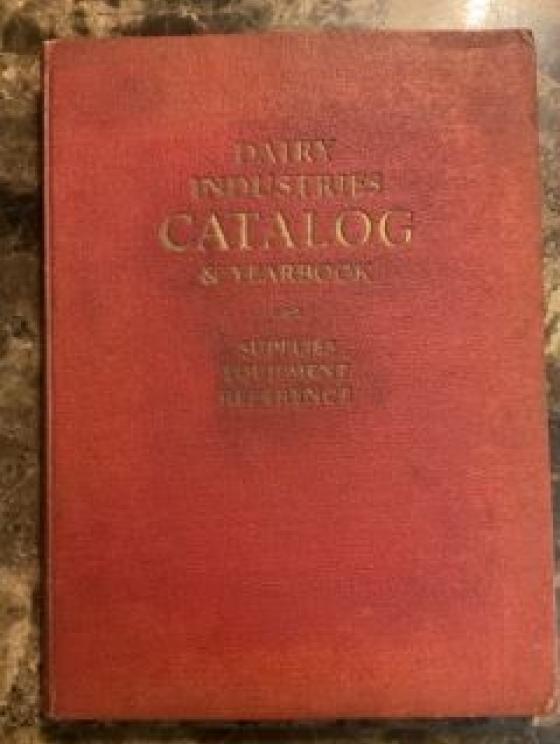 DAIRY
INDUSTRIES
CATALOG
& YEARBOOK
SUPPLIES
EQUIPMENT
REFERENCE